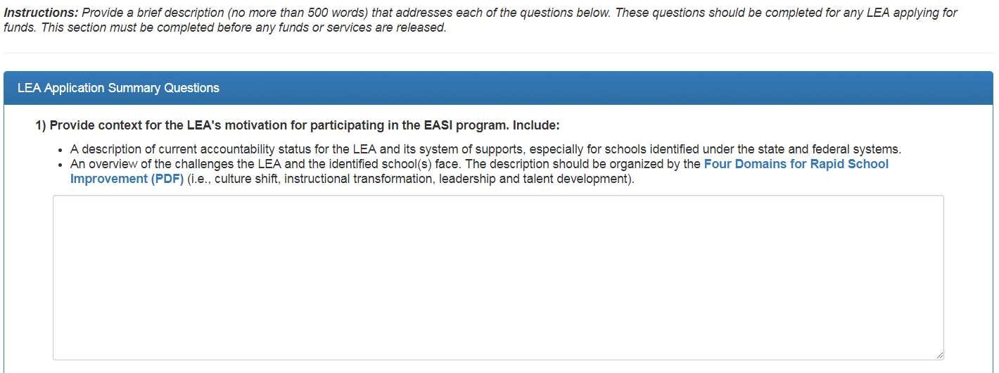 Instructions: Provide a brief description (no more than 500 words) that addresses each of the questions below. These questions should be completed for any LEA applying for
funds. This section must be completed before any funds or services are released.
LEA Application Summary Questions
1) Provide context for the LEA's motivation for participating in the EASI program. Include:
• A description of current accountability status for the LEA and its system of supports, especially for schools identified under the state and federal systems.
• An overview of the challenges the LEA and the identified school(s) face. The description should be organized by the Four Domains for Rapid School
Improvement (PDF) (i.e., culture shift, instructional transformation, leadership and talent development).